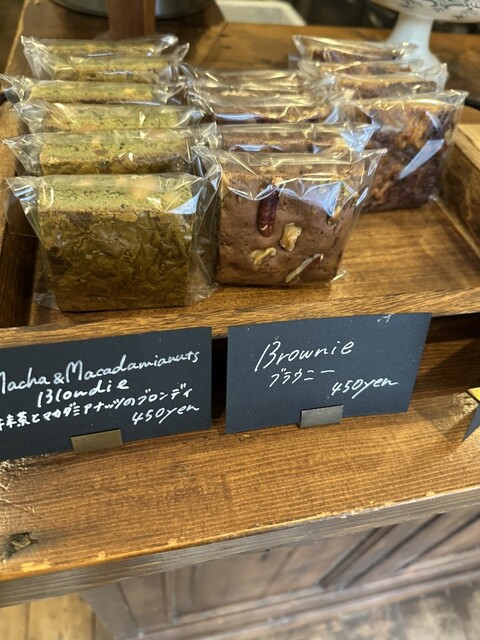 Macha & Macadamianuts
Blondie
抹茶とマカダミアナッツのブロンディ
450yen
Brownie
ブラウニー
450yen